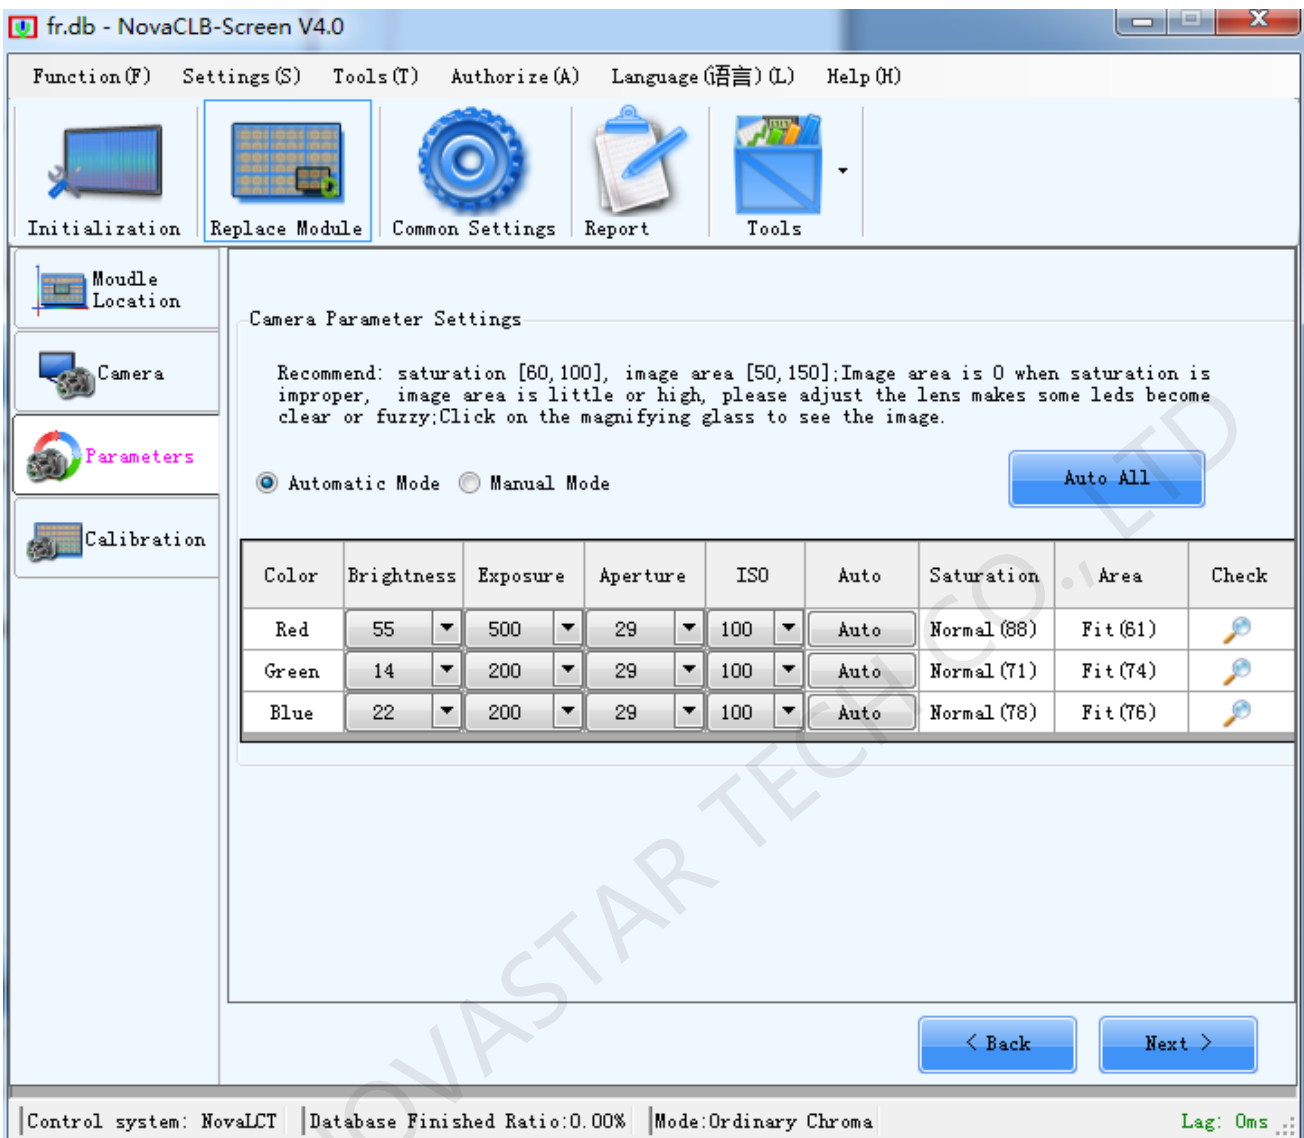 fr.db - NovaCLB-Screen V4.0
Function(F) Settings(S) Tools(T) Authorize(A) Language(语言)(L) Help(H)
Initialization Replace Module Common Settings Report Tools
Moudle
Location
Camera
Parameters
Calibration
Camera Parameter Settings
Recommend: saturation [60,100], image area [50,150];Image area is 0 when saturation is
improper, image area is little or high, please adjust the lens makes some leds become
clear or fuzzy;Click on the magnifying glass to see the image.
Automatic Mode Manual Mode Auto All
Color Brightness Exposure Aperture ISO Auto Saturation Area Check
Red 55 500 29 100 Auto Normal(88) Fit(61)
Green 14 200 29 100 Auto Normal(71) Fit(74)
Blue 22 200 29 100 Auto Normal(78) Fit(76)
< Back Next >
Control system: NovaLCT Database Finished Ratio:0.00% Mode:Ordinary Chroma Lag: 0ms
NOVASTAR TECH CO., LTD